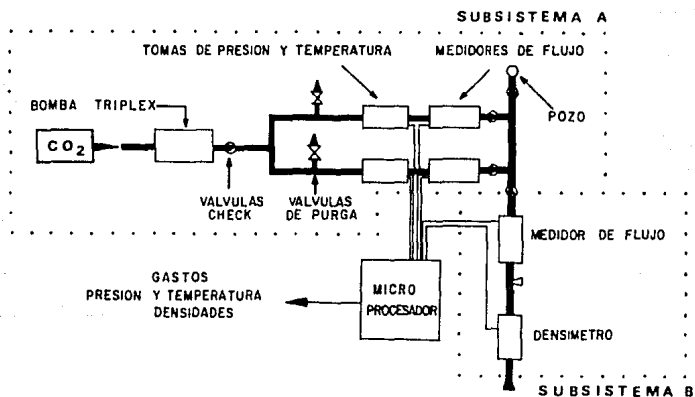 SUBSISTEMA A
TOMAS DE PRESION Y TEMPERATURA
MEDIDORES DE FLUJO
BOMBA TRIPLEX
POZO
CO2
VALVULAS
CHECK
VALVULAS
DE PURGA
MEDIDOR DE FLUJO
GASTOS
PRESION Y TEMPERATURA
DENSIDADES
MICRO
PROCESADOR
DENSIMETRO
SUBSISTEMA B